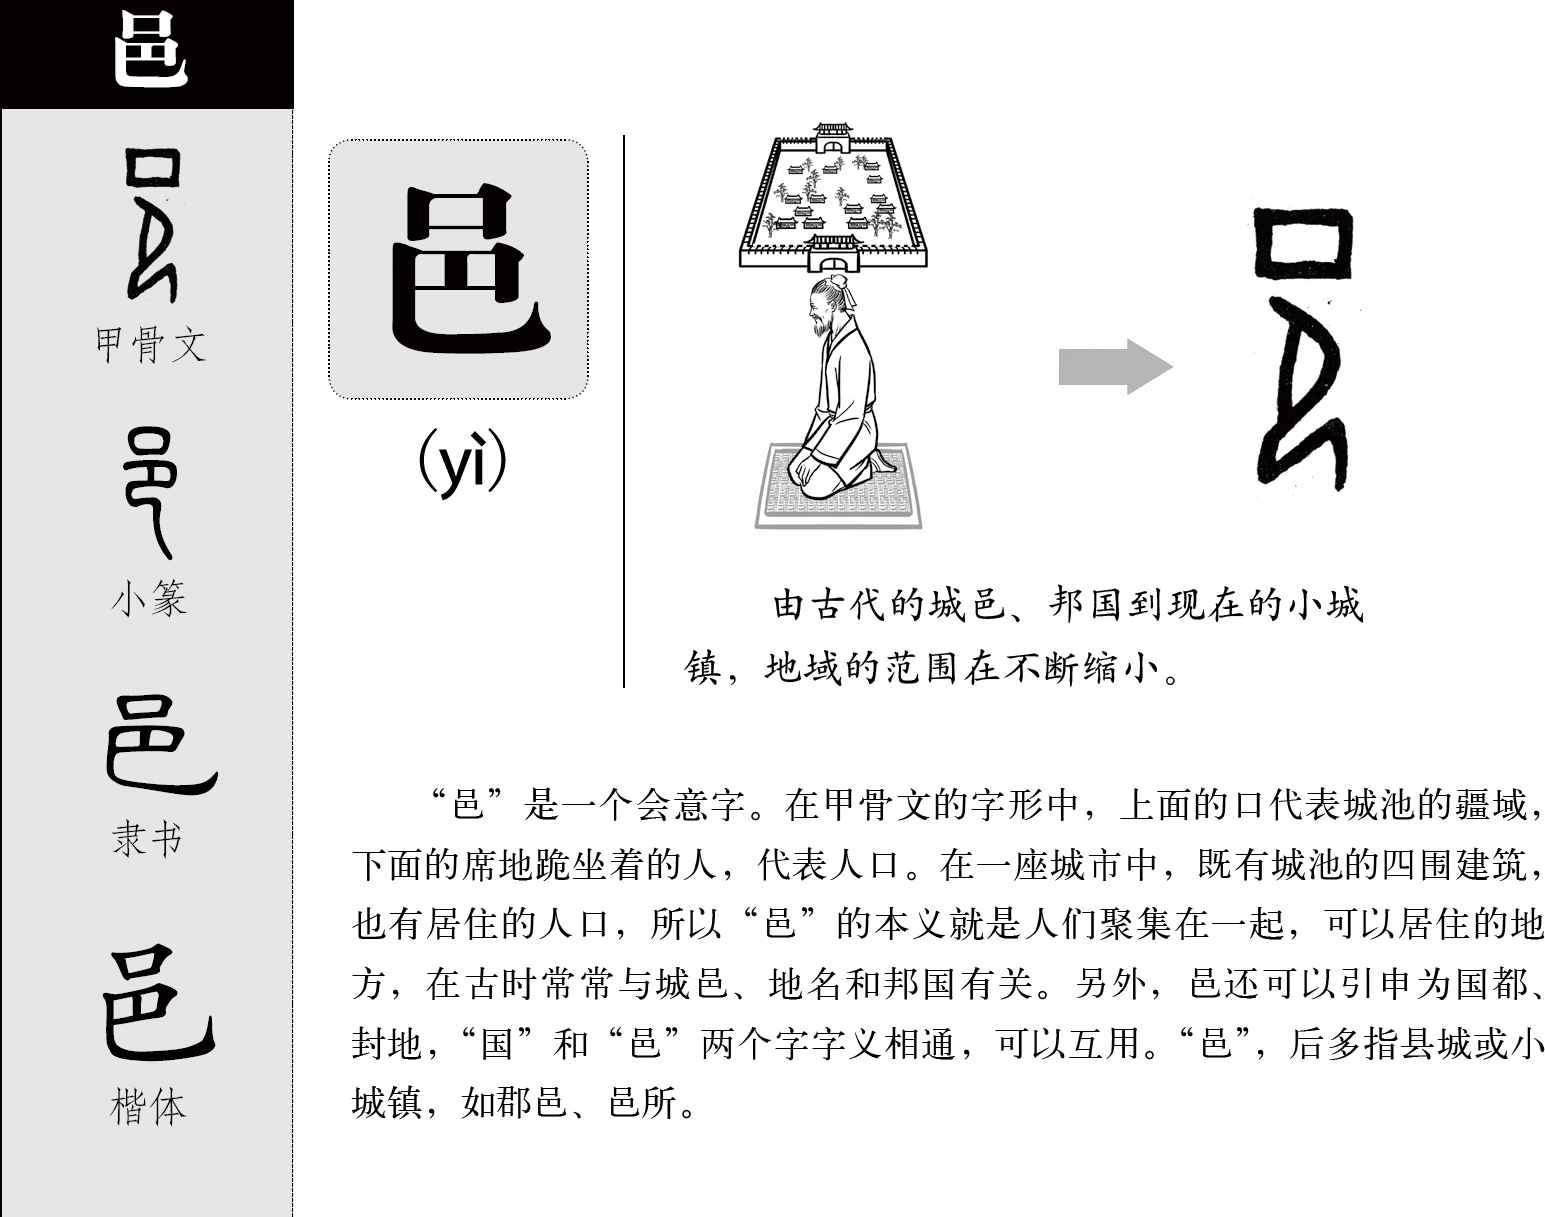 邑
甲骨文
小篆
隶书
楷体
邑
（yì）
由古代的城邑、邦国到现在的小城
镇，地域的范围在不断缩小。
“邑”是一个会意字。在甲骨文的字形中，上面的口代表城池的疆域，
下面的席地跪坐着的人，代表人口。在一座城市中，既有城池的四围建筑，
也有居住的人口，所以“邑”的本义就是人们聚集在一起，可以居住的地
方，在古时常常与城邑、地名和邦国有关。另外，邑还可以引申为国都、
封地，“国”和“邑”两个字字义相通，可以互用。“邑”，后多指县城或小
城镇，如郡邑、邑所。